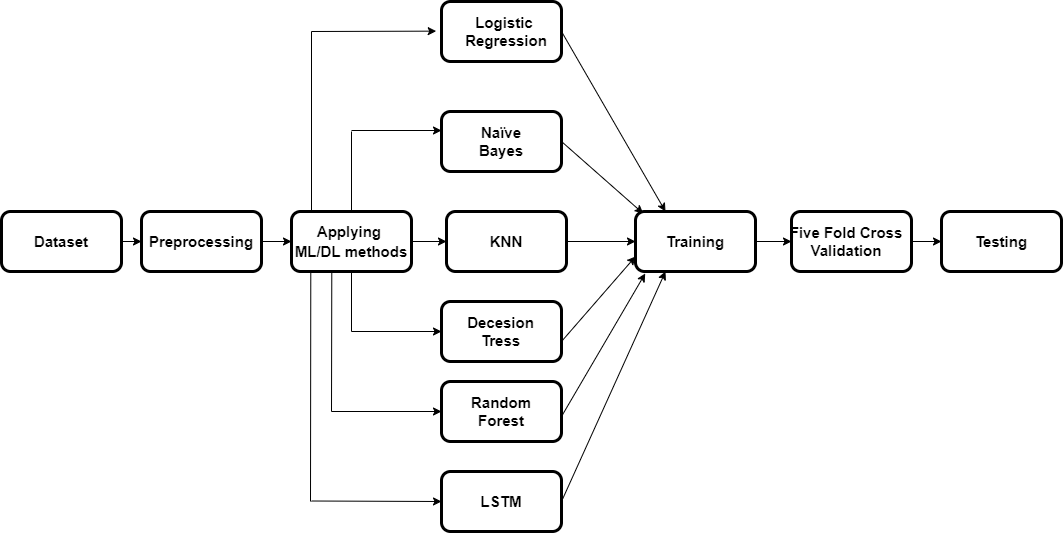 Logistic
Regression
Naïve
Bayes
Dataset
Preprocessing
Applying
ML/DL methods
KNN
Training
Five Fold Cross
Validation
Testing
Decesion
Tress
Random
Forest
LSTM